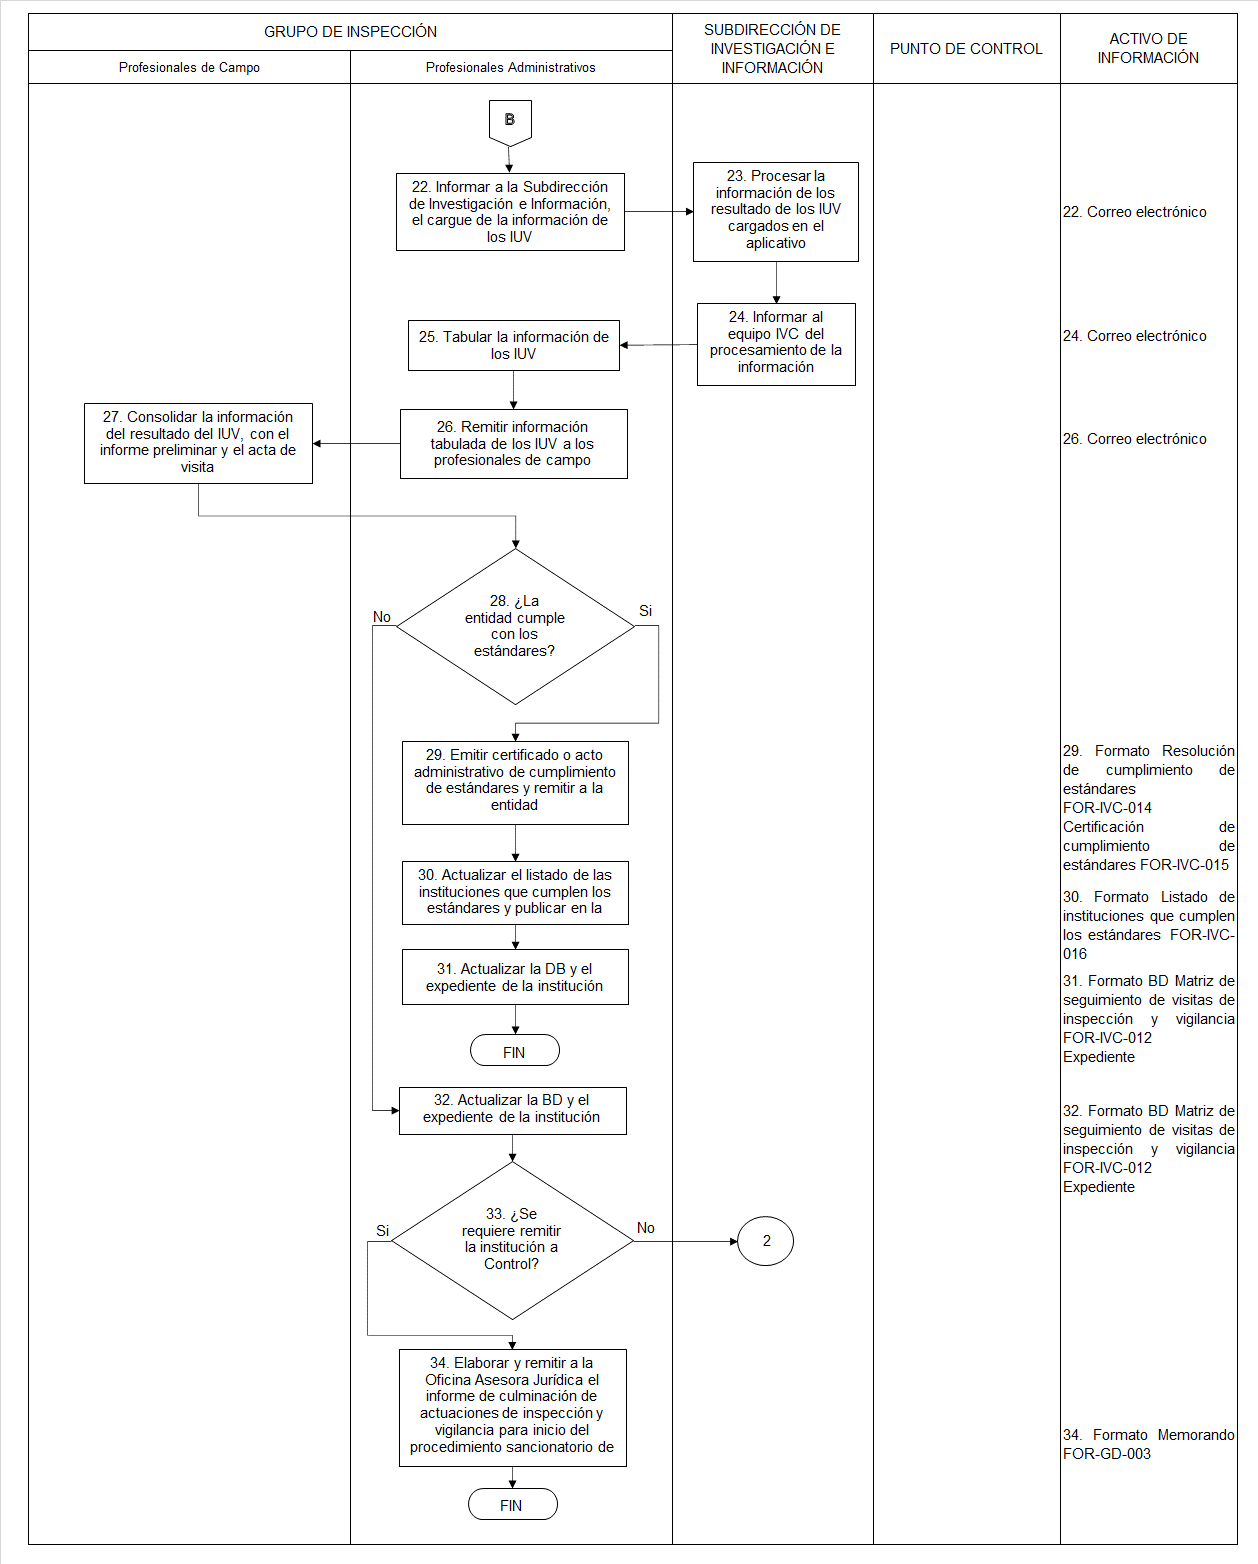 GRUPO DE INSPECCIÓN
SUBDIRECCIÓN DE
INVESTIGACIÓN E
INFORMACIÓN
PUNTO DE CONTROL
ACTIVO DE
INFORMACIÓN
Profesionales de Campo
Profesionales Administrativos
B
22. Informar a la Subdirección
de Investigación e Información,
el cargue de la información de
los IUV
23. Procesar la
información de los
resultado de los IUV
cargados en el
aplicativo
22. Correo electrónico
24. Informar al
equipo IVC del
procesamiento de la
información
24. Correo electrónico
25. Tabular la información de
los IUV
26. Remitir información
tabulada de los IUV a los
profesionales de campo
26. Correo electrónico
27. Consolidar la información
del resultado del IUV, con el
informe preliminar y el acta de
visita
28. ¿La
entidad cumple
con los
estándares?
No
Si
29. Emitir certificado o acto
administrativo de cumplimiento
de estándares y remitir a la
entidad
29. Formato Resolución
de cumplimiento de
estándares
FOR-IVC-014
Certificación de
cumplimiento de
estándares FOR-IVC-015
30. Actualizar el listado de las
instituciones que cumplen los
estándares y publicar en la
30. Formato Listado de
instituciones que cumplen
los estándares FOR-IVC-
016
31. Actualizar la DB y el
expediente de la institución
31. Formato BD Matriz de
seguimiento de visitas de
inspección y vigilancia
FOR-IVC-012
Expediente
FIN
32. Actualizar la BD y el
expediente de la institución
32. Formato BD Matriz de
seguimiento de visitas de
inspección y vigilancia
FOR-IVC-012
Expediente
33. ¿Se
requiere remitir
la institución a
Control?
Si
No
2
34. Elaborar y remitir a la
Oficina Asesora Jurídica el
informe de culminación de
actuaciones de inspección y
vigilancia para inicio del
procedimiento sancionatorio de
34. Formato Memorando
FOR-GD-003
FIN